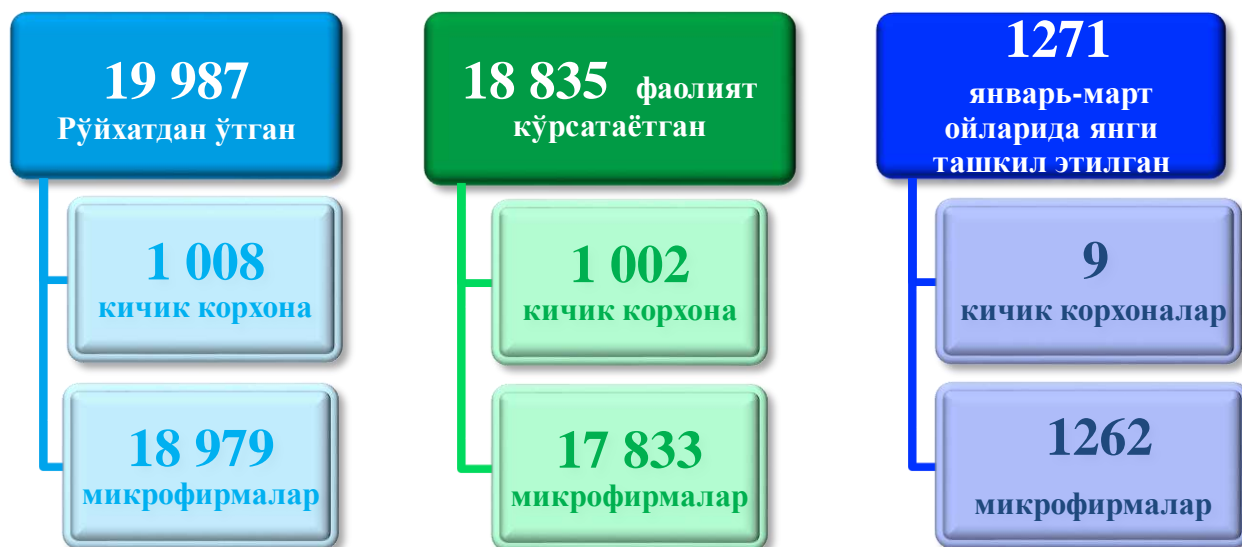 19 987
Рўйхатдан ўтган
1 008
кичик корхона
18 979
микрофирмалар
18 835 фаолият
кўрсатаётган
1 002
кичик корхона
17 833
микрофирмалар
1271
январь-март
ойларида янги
ташкил этилган
9
кичик корхоналар
1262
микрофирмалар